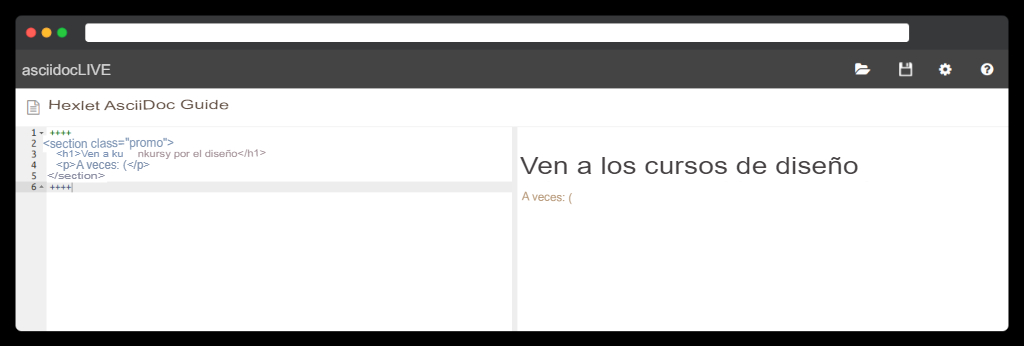 asciidocLIVE
Hexlet AsciiDoc Guide
1 ++++
2 <section class="promo">
3 <h1>Ven a ku nkursy por el diseño</h1>
4 <p>A veces: (</p>
5 </section>
6 ++++
Ven a los cursos de diseño
A veces: (